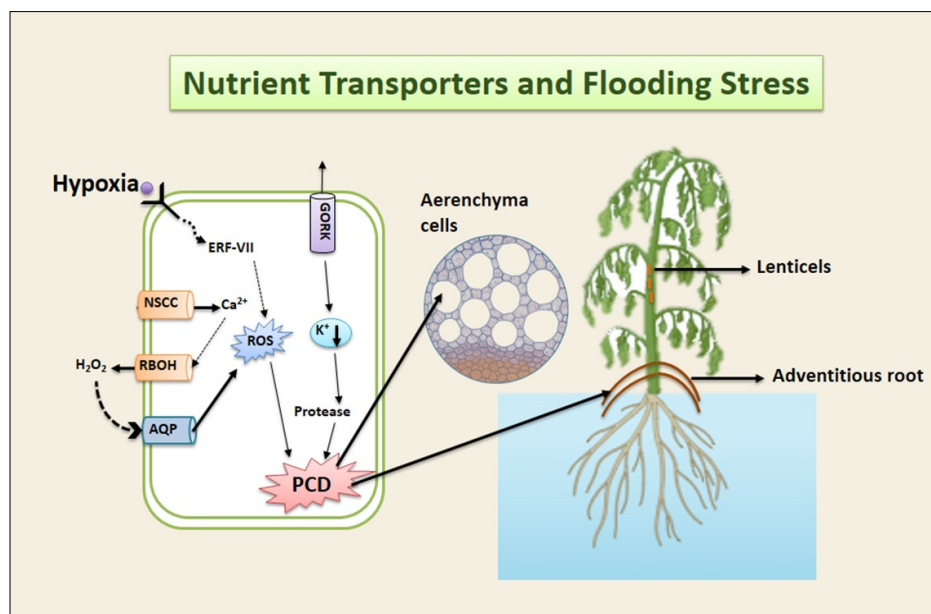 Nutrient Transporters and Flooding Stress
Hypoxia
GORK
Aerenchyma
cells
ERF-VII
Lenticels
NSCC
Ca²⁺
ROS
K⁺
H₂O₂
RBOH
Adventitious root
Protease
AQP
PCD